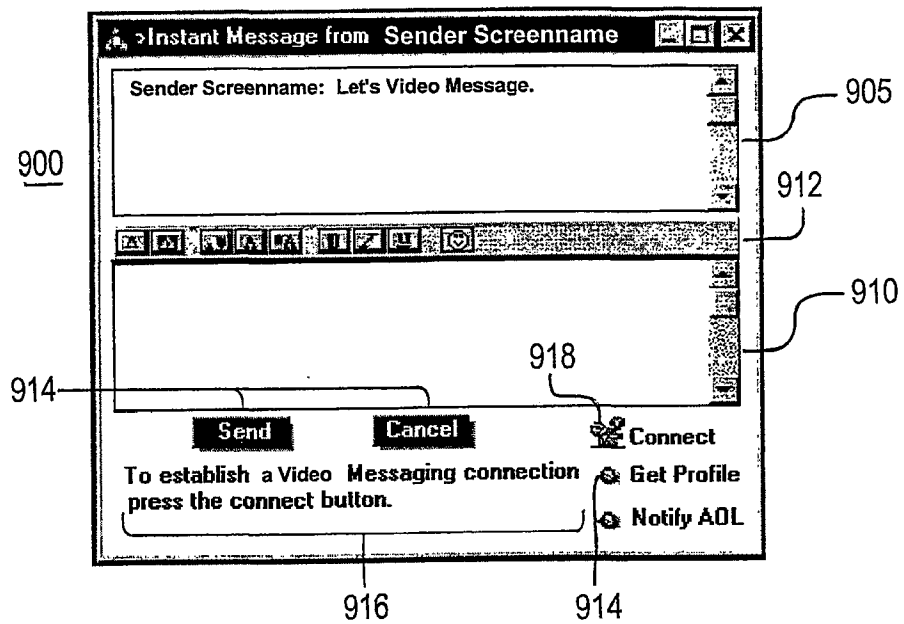 >Instant Message from Sender Screenname
Sender Screenname: Let's Video Message.
905
900
912
910
918
914
Send Cancel Connect
To establish a Video Messaging connection
press the connect button.
Get Profile
Notify AOL
916
914